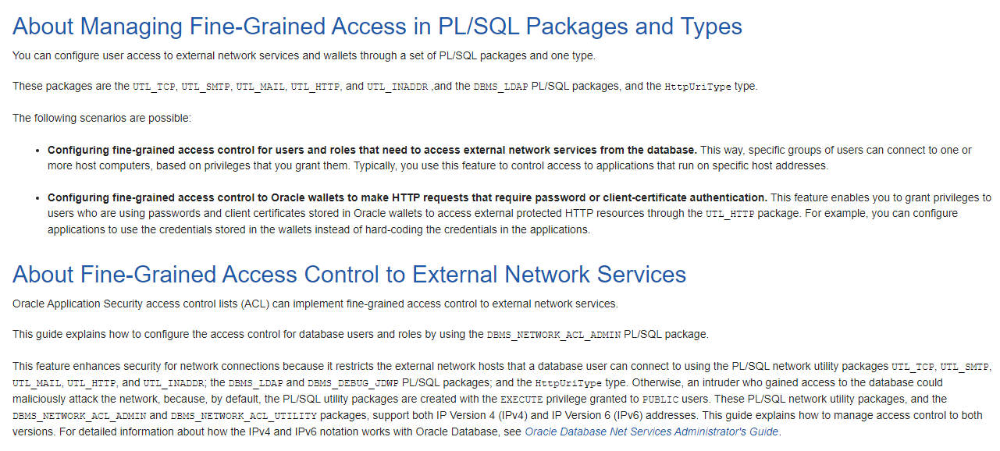 About Managing Fine-Grained Access in PL/SQL Packages and Types
You can configure user access to external network services and wallets through a set of PL/SQL packages and one type.
These packages are the UTL_TCP, UTL_SMTP, UTL_MAIL, UTL_HTTP, and UTL_INADDR ,and the DBMS_LDAP PL/SQL packages, and the HttpUriType type.
The following scenarios are possible:
• Configuring fine-grained access control for users and roles that need to access external network services from the database. This way, specific groups of users can connect to one or
more host computers, based on privileges that you grant them. Typically, you use this feature to control access to applications that run on specific host addresses.
• Configuring fine-grained access control to Oracle wallets to make HTTP requests that require password or client-certificate authentication. This feature enables you to grant privileges to
users who are using passwords and client certificates stored in Oracle wallets to access external protected HTTP resources through the UTL_HTTP package. For example, you can configure
applications to use the credentials stored in the wallets instead of hard-coding the credentials in the applications.
About Fine-Grained Access Control to External Network Services
Oracle Application Security access control lists (ACL) can implement fine-grained access control to external network services.
This guide explains how to configure the access control for database users and roles by using the DBMS_NETWORK_ACL_ADMIN PL/SQL package.
This feature enhances security for network connections because it restricts the external network hosts that a database user can connect to using the PL/SQL network utility packages UTL_TCP, UTL_SMTP,
UTL_MAIL, UTL_HTTP, and UTL_INADDR; the DBMS_LDAP and DBMS_DEBUG_JDWP PL/SQL packages; and the HttpUriType type. Otherwise, an intruder who gained access to the database could
maliciously attack the network, because, by default, the PL/SQL utility packages are created with the EXECUTE privilege granted to PUBLIC users. These PL/SQL network utility packages, and the
DBMS_NETWORK_ACL_ADMIN and DBMS_NETWORK_ACL_UTILITY packages, support both IP Version 4 (IPv4) and IP Version 6 (IPv6) addresses. This guide explains how to manage access control to both
versions. For detailed information about how the IPv4 and IPv6 notation works with Oracle Database, see Oracle Database Net Services Administrator's Guide.